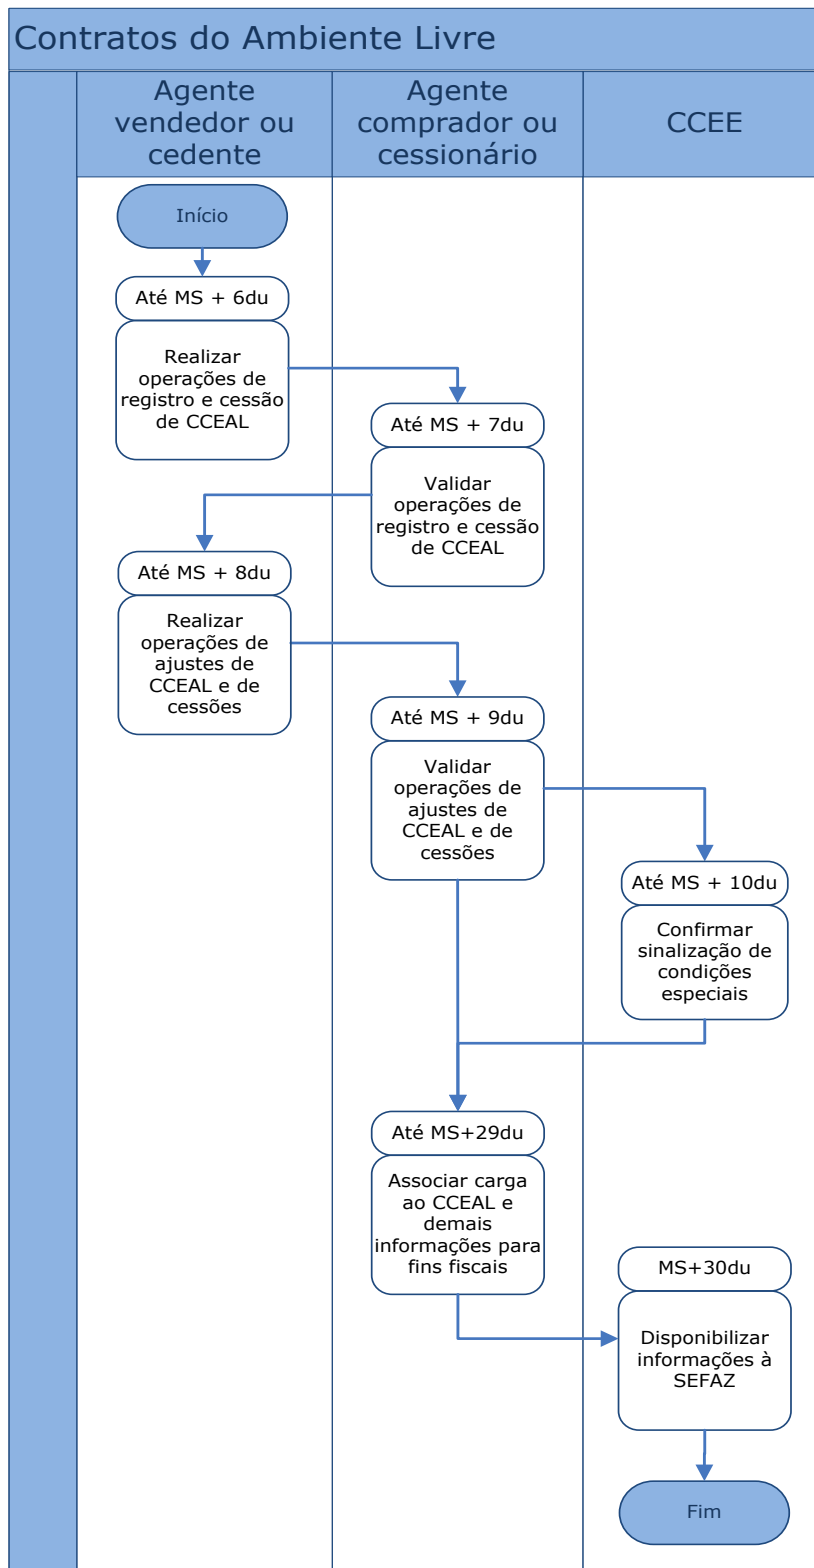 Contratos do Ambiente Livre
Agente
vendedor ou
cedente
Agente
comprador ou
cessionário
CCEE
Início
Até MS + 6du
Realizar
operações de
registro e cessão
de CCEAL
Até MS + 7du
Validar
operações de
registro e cessão
de CCEAL
Até MS + 8du
Realizar
operações de
ajustes de
CCEAL e de
cessões
Até MS + 9du
Validar
operações de
ajustes de
CCEAL e de
cessões
Até MS + 10du
Confirmar
sinalização de
condições
especiais
Até MS+29du
Associar carga
ao CCEAL e
demais
informações para
fins fiscais
MS+30du
Disponibilizar
informações à
SEFAZ
Fim